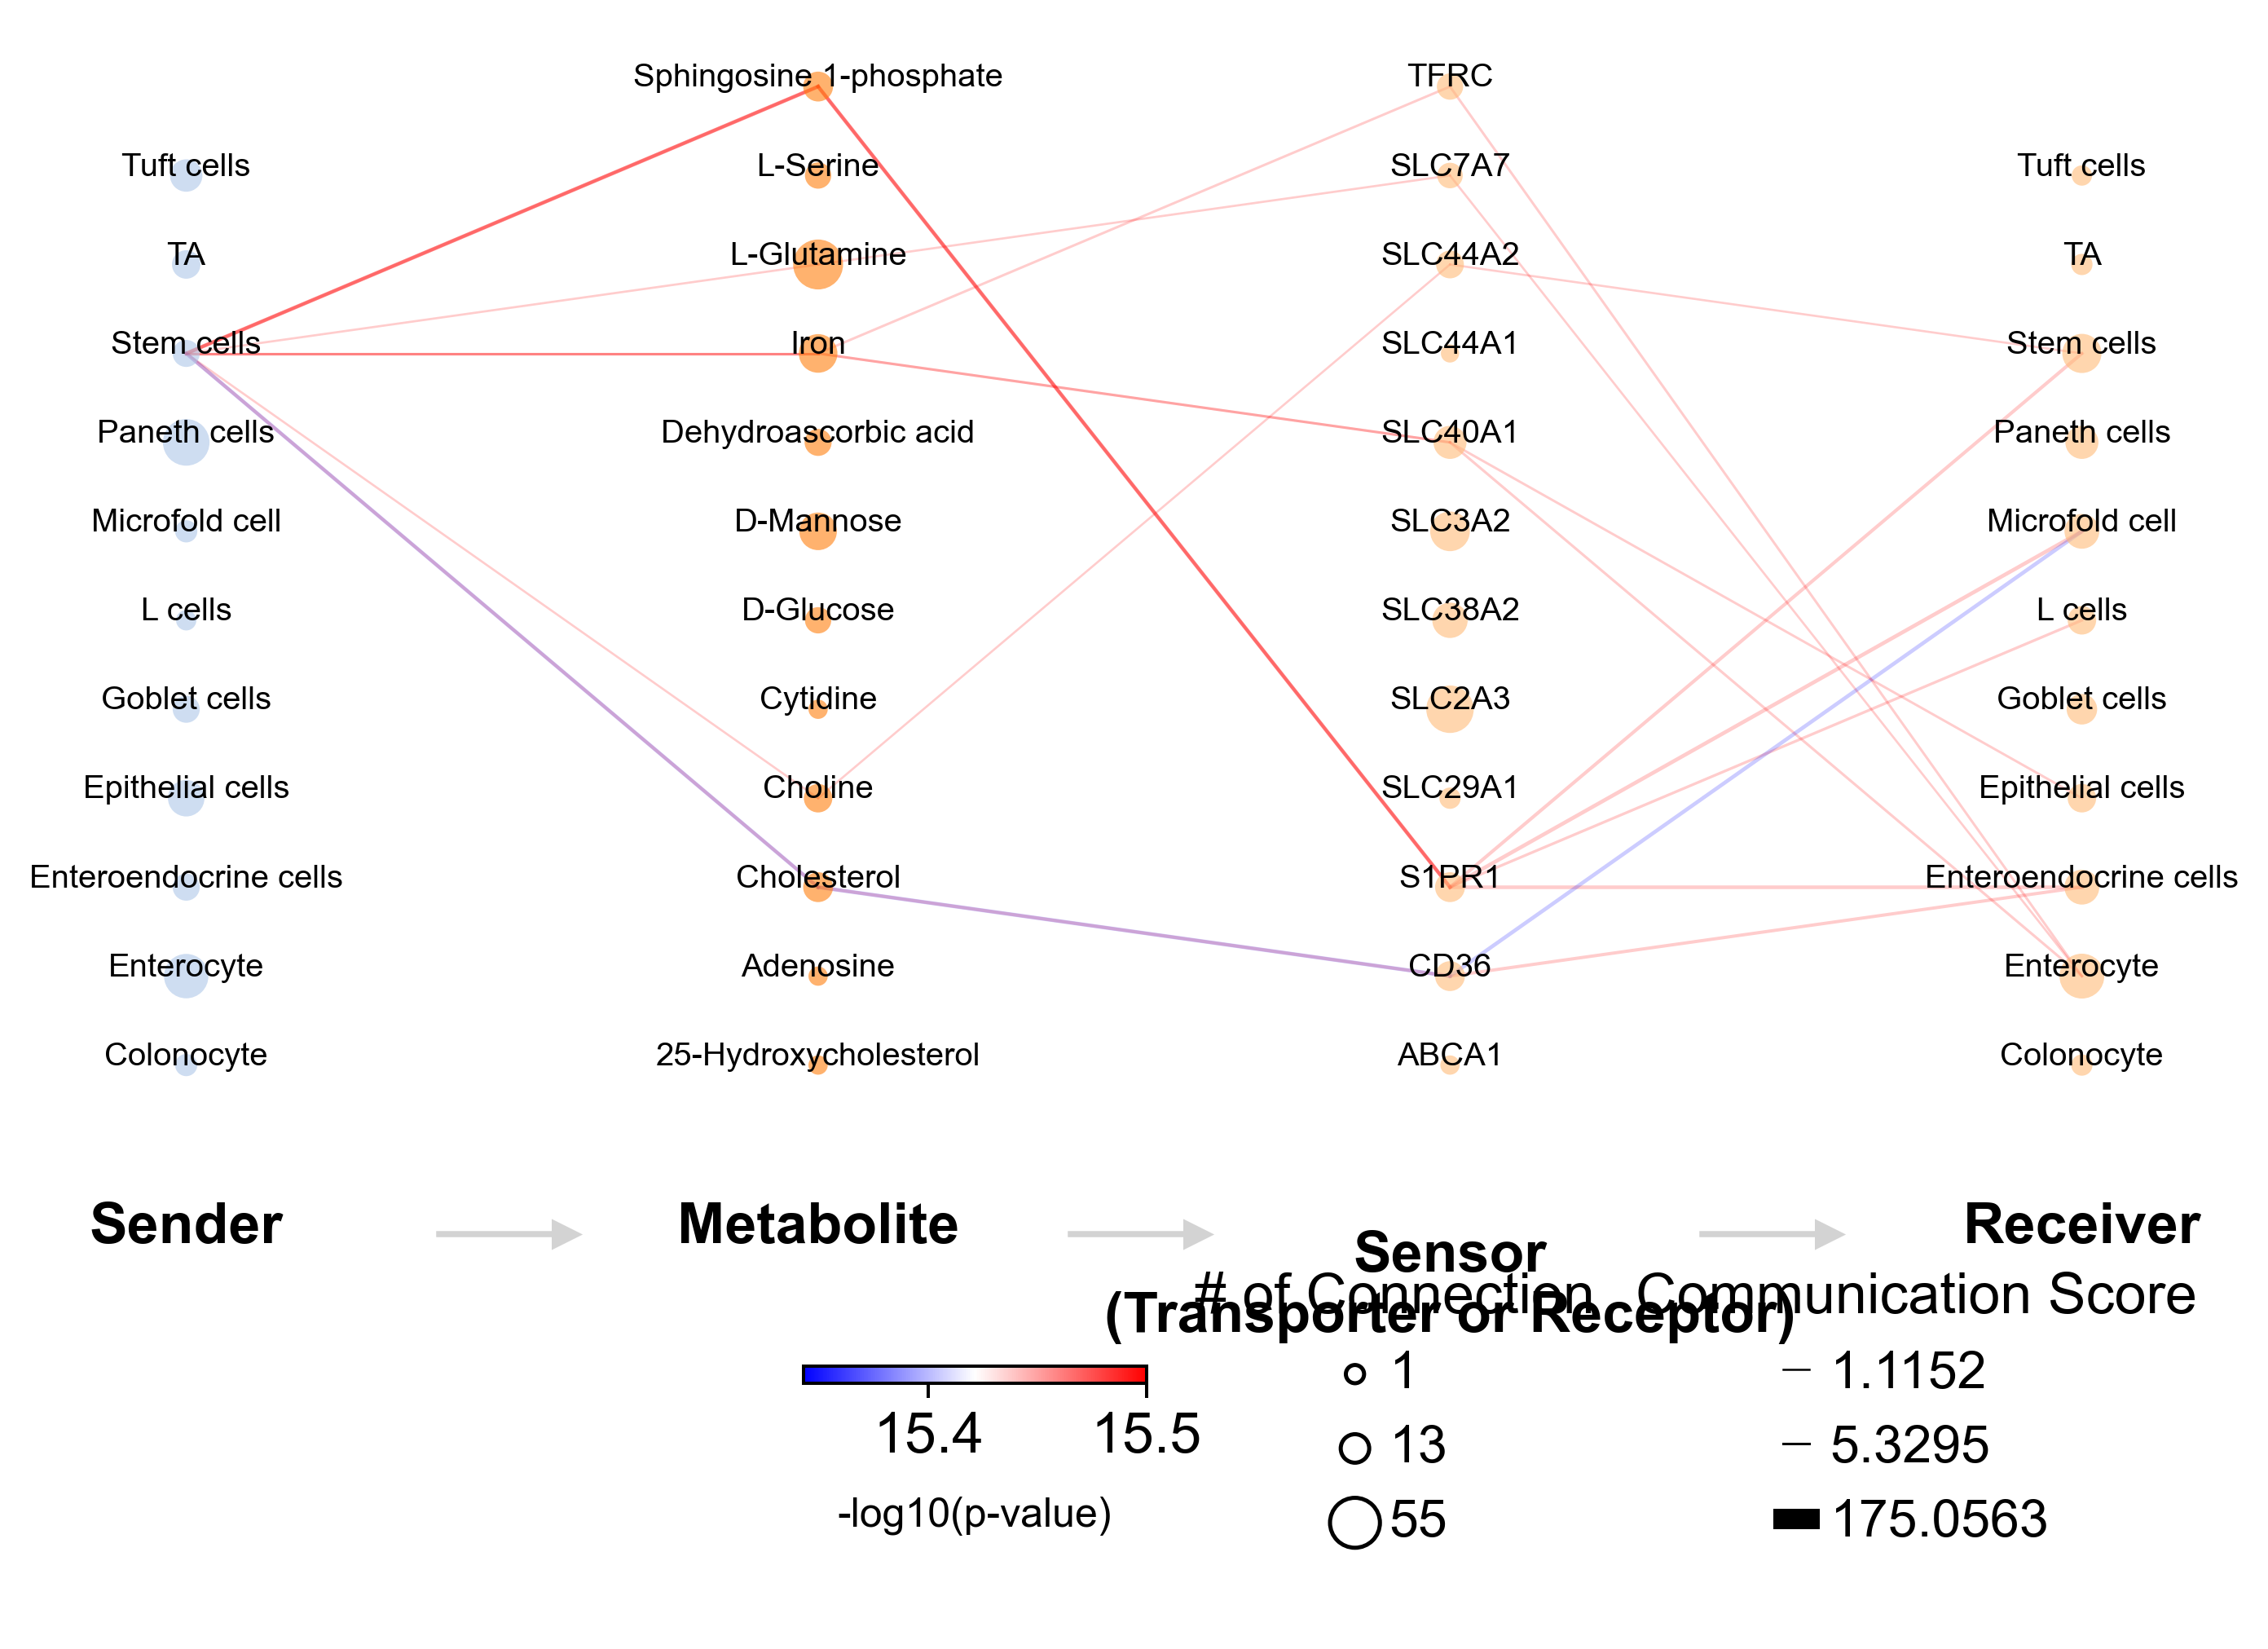 Sphingosine 1-phosphate
TFRC
Tuft cells
L-Serine
SLC7A7
Tuft cells
TA
L-Glutamine
SLC44A2
TA
Stem cells
Iron
SLC44A1
Stem cells
Paneth cells
Dehydroascorbic acid
SLC40A1
Paneth cells
Microfold cell
D-Mannose
SLC3A2
Microfold cell
L cells
D-Glucose
SLC38A2
L cells
Goblet cells
Cytidine
SLC2A3
Goblet cells
Epithelial cells
Choline
SLC29A1
Epithelial cells
Enteroendocrine cells
Cholesterol
S1PR1
Enteroendocrine cells
Enterocyte
Adenosine
CD36
Enterocyte
Colonocyte
25-Hydroxycholesterol
ABCA1
Colonocyte
Sender
Metabolite
Sensor
(Transporter or Receptor)
Receiver
# of Connection
Communication Score
15.4
15.5
-log10(p-value)
1
13
55
1.1152
5.3295
175.0563